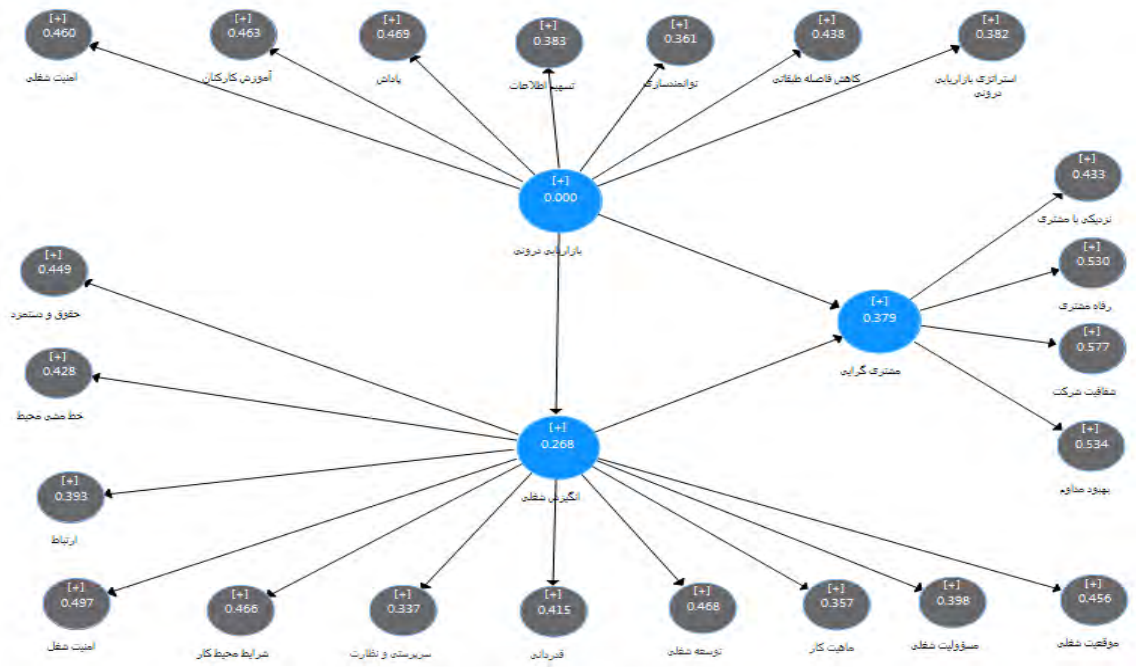 [+]
0.460
امنیت شغلی
[+]
0.463
آموزش کارکنان
[+]
0.469
پاداش
[+]
0.383
تسهیم اطلاعات
[+]
0.361
توانمندسازی
[+]
0.438
کاهش فاصله طبقاتی
[+]
0.382
استراتژی بازاریابی
درونی
[+]
0.000
بازاریابی درونی
[+]
0.433
نزدیکی با مشتری
[+]
0.530
رفاه مشتری
[+]
0.379
مشتری گرایی
[+]
0.577
شفافیت شرکت
[+]
0.534
بهبود مداوم
[+]
0.449
حقوق و دستمزد
[+]
0.428
خط مشی محیط
[+]
0.268
انگیزش شغلی
[+]
0.393
ارتباط
[+]
0.497
امنیت شغل
[+]
0.466
شرایط محیط کار
[+]
0.337
سرپرستی و نظارت
[+]
0.415
قدردانی
[+]
0.468
توسعه شغلی
[+]
0.357
ماهیت کار
[+]
0.398
مسؤولیت شغلی
[+]
0.456
موقعیت شغلی